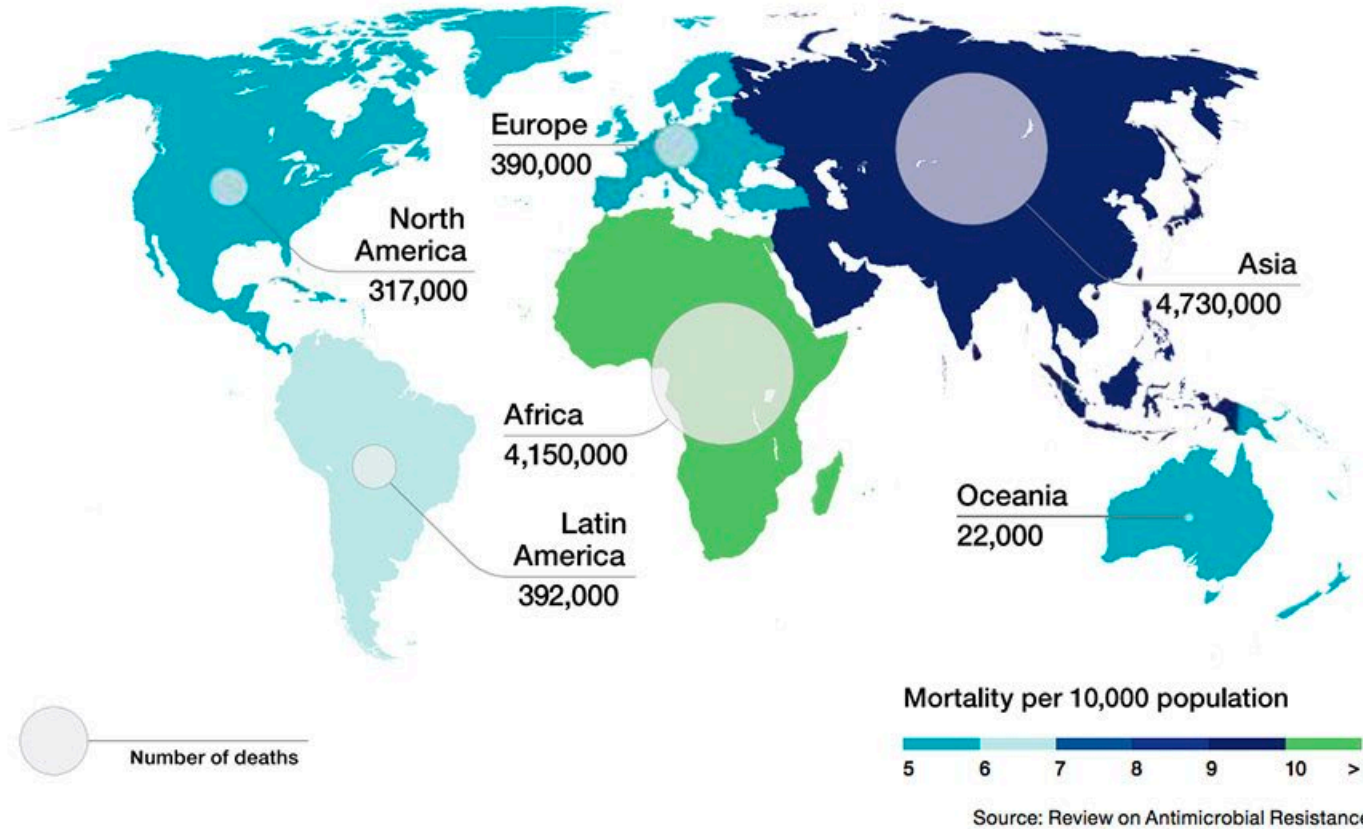 Europe
390,000
North
America
317,000
Asia
4,730,000
Africa
4,150,000
Oceania
22,000
Latin
America
392,000
Mortality per 10,000 population
5 6 7 8 9 10 >
Number of deaths
Source: Review on Antimicrobial Resistance